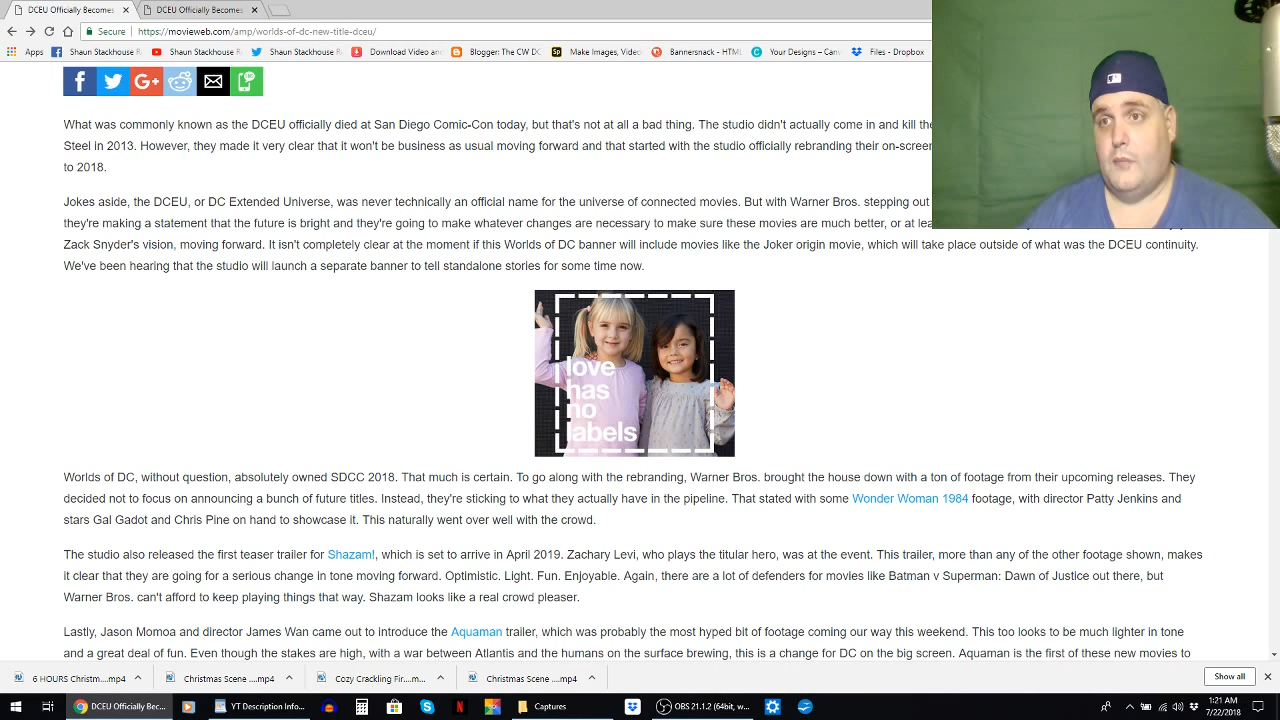 DCEU Officially Becomes
DCEU Officially Becomes
Secure https://movieweb.com/amp/worlds-of-dc-new-title-dceu/
Apps Shaun Stackhouse R Shaun Stackhouse R Shaun Stackhouse R Download Video and Blogger: The CW DC Make Images, Video Bannersnack - HTML Your Designs – Can Files - Dropbox
What was commonly known as the DCEU officially died at San Diego Comic-Con today, but that's not at all a bad thing. The studio didn't actually come in and kill the
Steel in 2013. However, they made it very clear that it won't be business as usual moving forward and that started with the studio officially rebranding their on-screen
to 2018.
Jokes aside, the DCEU, or DC Extended Universe, was never technically an official name for the universe of connected movies. But with Warner Bros. stepping out
they're making a statement that the future is bright and they're going to make whatever changes are necessary to make sure these movies are much better, or at lea
Zack Snyder's vision, moving forward. It isn't completely clear at the moment if this Worlds of DC banner will include movies like the Joker origin movie, which will take place outside of what was the DCEU continuity.
We've been hearing that the studio will launch a separate banner to tell standalone stories for some time now.
love
has
no
labels
Worlds of DC, without question, absolutely owned SDCC 2018. That much is certain. To go along with the rebranding, Warner Bros. brought the house down with a ton of footage from their upcoming releases. They
decided not to focus on announcing a bunch of future titles. Instead, they're sticking to what they actually have in the pipeline. That stated with some Wonder Woman 1984 footage, with director Patty Jenkins and
stars Gal Gadot and Chris Pine on hand to showcase it. This naturally went over well with the crowd.
The studio also released the first teaser trailer for Shazam!, which is set to arrive in April 2019. Zachary Levi, who plays the titular hero, was at the event. This trailer, more than any of the other footage shown, makes
it clear that they are going for a serious change in tone moving forward. Optimistic. Light. Fun. Enjoyable. Again, there are a lot of defenders for movies like Batman v Superman: Dawn of Justice out there, but
Warner Bros. can't afford to keep playing things that way. Shazam looks like a real crowd pleaser.
Lastly, Jason Momoa and director James Wan came out to introduce the Aquaman trailer, which was probably the most hyped bit of footage coming our way this weekend. This too looks to be much lighter in tone
and a great deal of fun. Even though the stakes are high, with a war between Atlantis and the humans on the surface brewing, this is a change for DC on the big screen. Aquaman is the first of these new movies to
6 HOURS Christm....mp4 Christmas Scene ....mp4 Cozy Crackling Fir....m... Christmas Scene ....mp4 Show all
DCEU Officially Bec... YT Description Info... Captures OBS 21.1.2 (64bit, w... 1:21 AM
7/22/2018